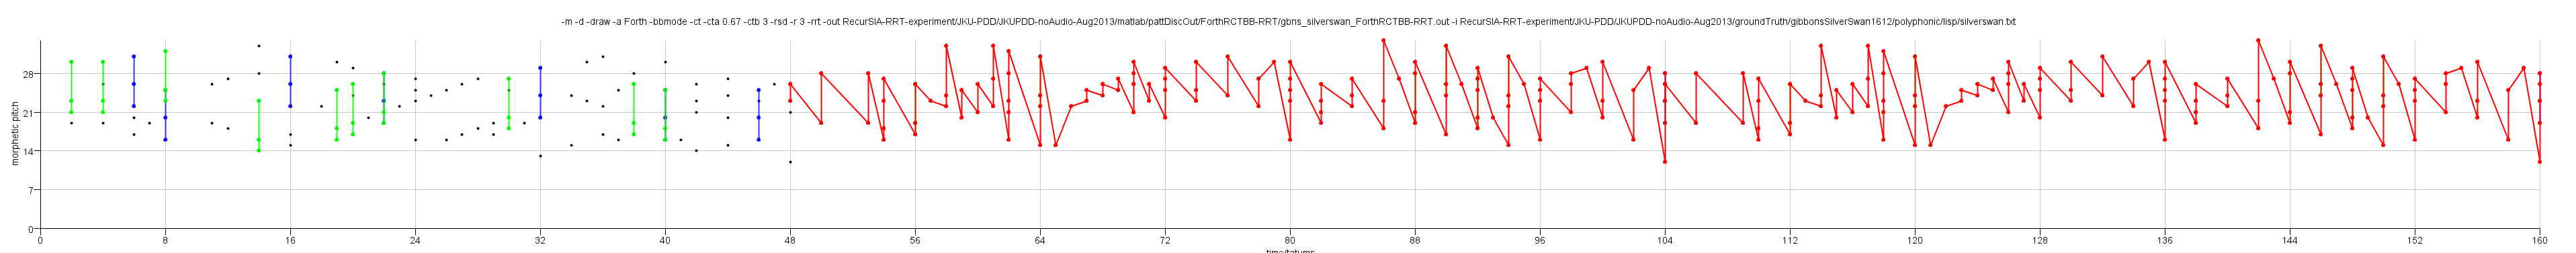 -m -d -draw -a Forth -bbmode -ct -cta 0.67 -ctb 3 -rsd -r 3 -rrt -out RecurSIA-RRT-experiment/JKU-PDD/JKUPDD-noAudio-Aug2013/matlab/pattDiscOut/ForthRCTBB-RRT/gbns_silverswan_ForthRCTBB-RRT.out -i RecurSIA-RRT-experiment/JKU-PDD/JKUPDD-noAudio-Aug2013/groundTruth/gibbonsSilverSwan1612/polyphonic/lisp/silverswan.txt
morphetic pitch
28
21
14
7
0
0 8 16 24 32 40 48 56 64 72 80 88 96 104 112 120 128 136 144 152 160
time/tatums